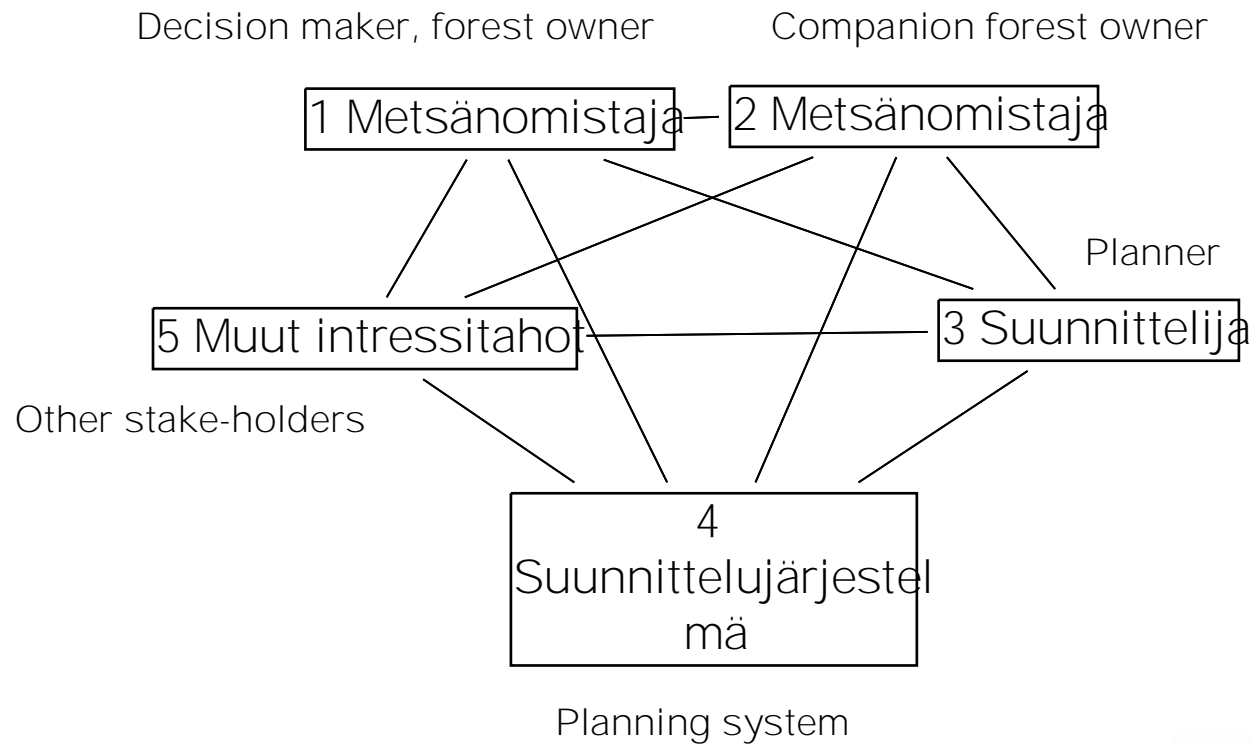 Decision maker, forest owner
Companion forest owner
1 Metsänomistaja
2 Metsänomistaja
Planner
5 Muut intressitahot
3 Suunnittelija
Other stake-holders
4
Suunnittelujärjestel
mä
Planning system